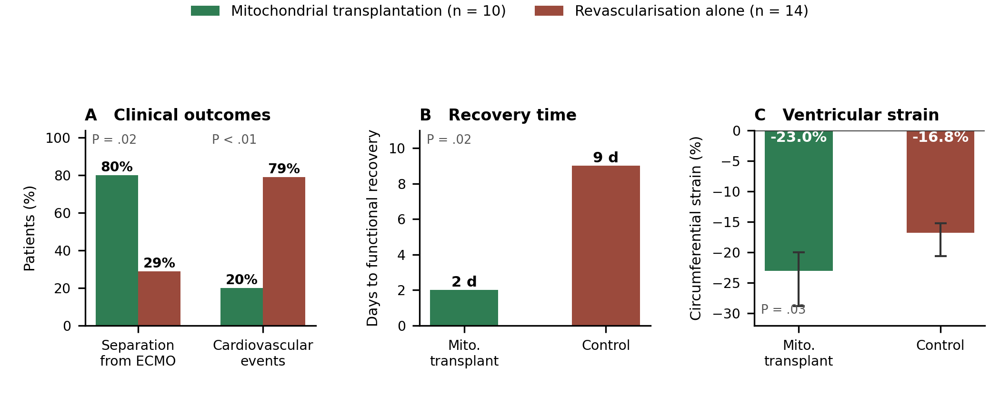 Mitochondrial transplantation (n = 10)
Revascularisation alone (n = 14)
A Clinical outcomes
Patients (%)
100
80
60
40
20
0
P = .02
P < .01
80%
29%
20%
79%
Separation
from ECMO
Cardiovascular
events
B Recovery time
Days to functional recovery
10
8
6
4
2
0
P = .02
2 d
9 d
Mito.
transplant
Control
C Ventricular strain
Circumferential strain (%)
0
−5
−10
−15
−20
−25
−30
-23.0%
-16.8%
P = .03
Mito.
transplant
Control